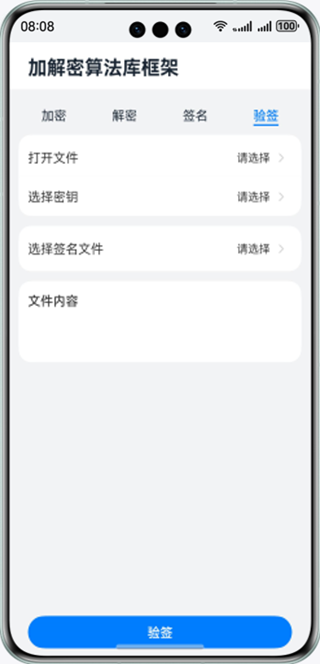 08:08 100
加解密算法库框架
加密 解密 签名 验签
打开文件 请选择
选择密钥 请选择
选择签名文件 请选择
文件内容
验签